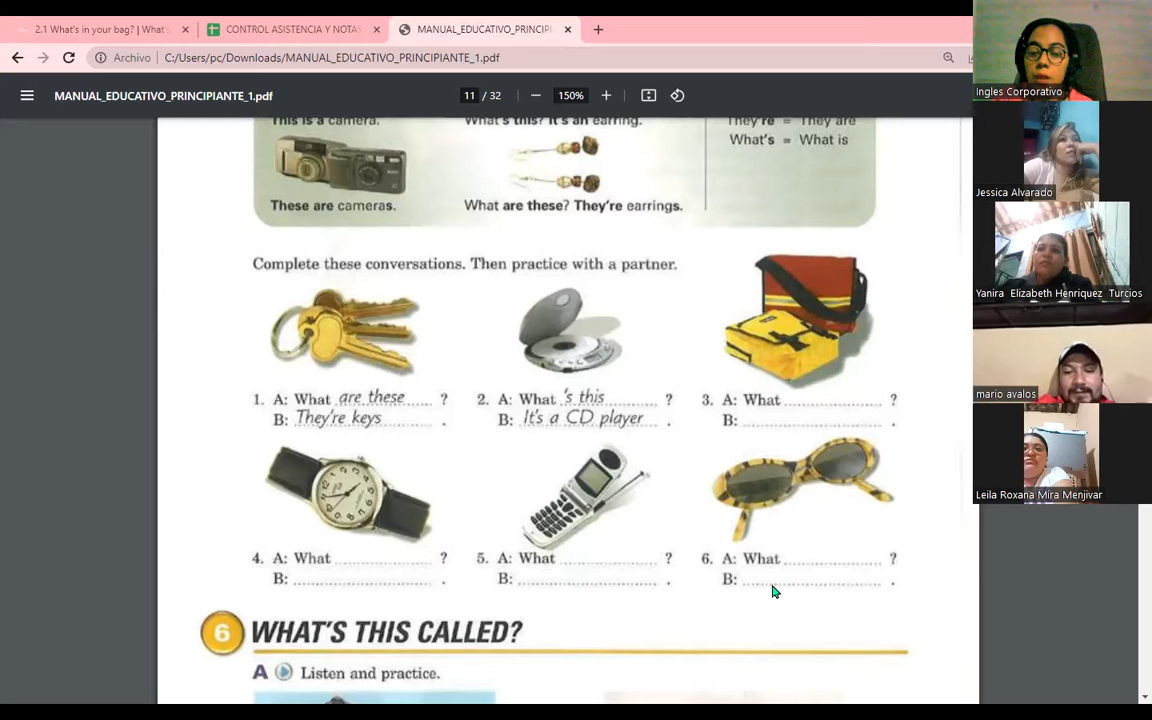 2.1 What's in your bag? | What's
CONTROL ASISTENCIA Y NOTAS
MANUAL_EDUCATIVO_PRINCIPI
Archivo
C:/Users/pc/Downloads/MANUAL_EDUCATIVO_PRINCIPIANTE_1.pdf
MANUAL_EDUCATIVO_PRINCIPIANTE_1.pdf
11 / 32
150%
This is a camera.
What's this? It's an earring.
They're = They are
What's = What is
These are cameras.
What are these? They're earrings.
Complete these conversations. Then practice with a partner.
1. A: What are these ?
B: They're keys .
2. A: What 's this ?
B: It's a CD player .
3. A: What ?
B: .
4. A: What ?
B: .
5. A: What ?
B: .
6. A: What ?
B: .
6 WHAT'S THIS CALLED?
A Listen and practice.
Ingles Corporativo
Jessica Alvarado
Yanira Elizabeth Henriquez Turcios
mario avalos
Leila Roxana Mira Menjivar